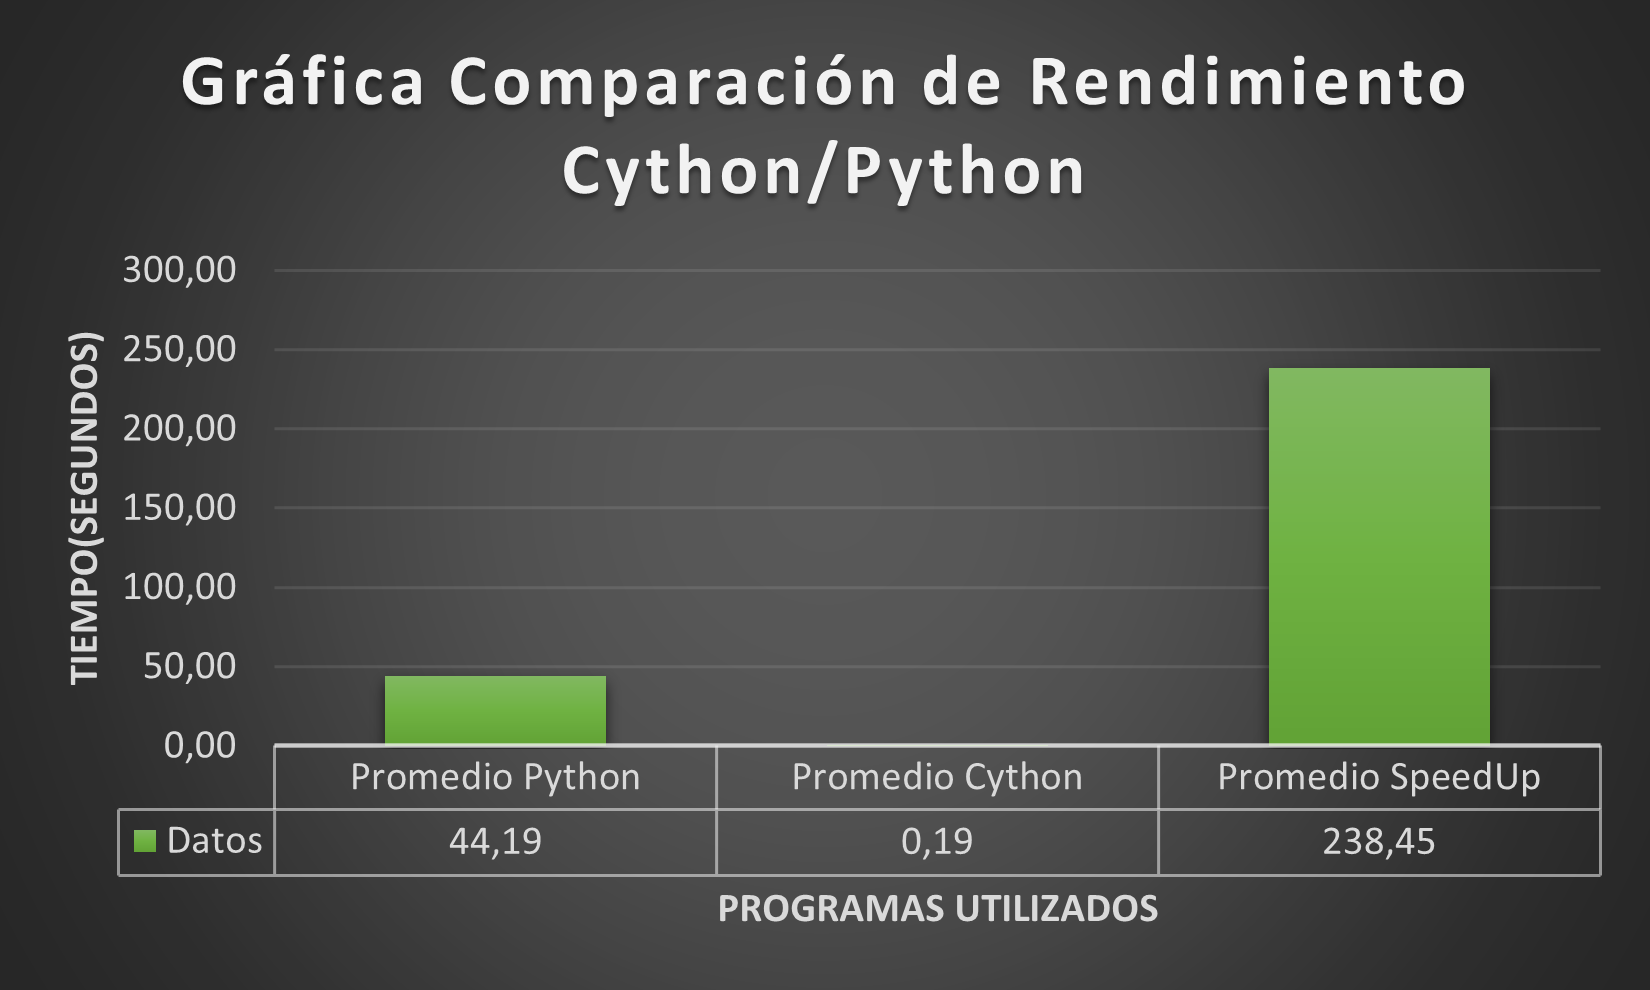 Gráfica Comparación de Rendimiento
Cython/Python
TIEMPO(SEGUNDOS)
300,00
250,00
200,00
150,00
100,00
50,00
0,00
Promedio Python Promedio Cython Promedio SpeedUp
Datos 44,19 0,19 238,45
PROGRAMAS UTILIZADOS